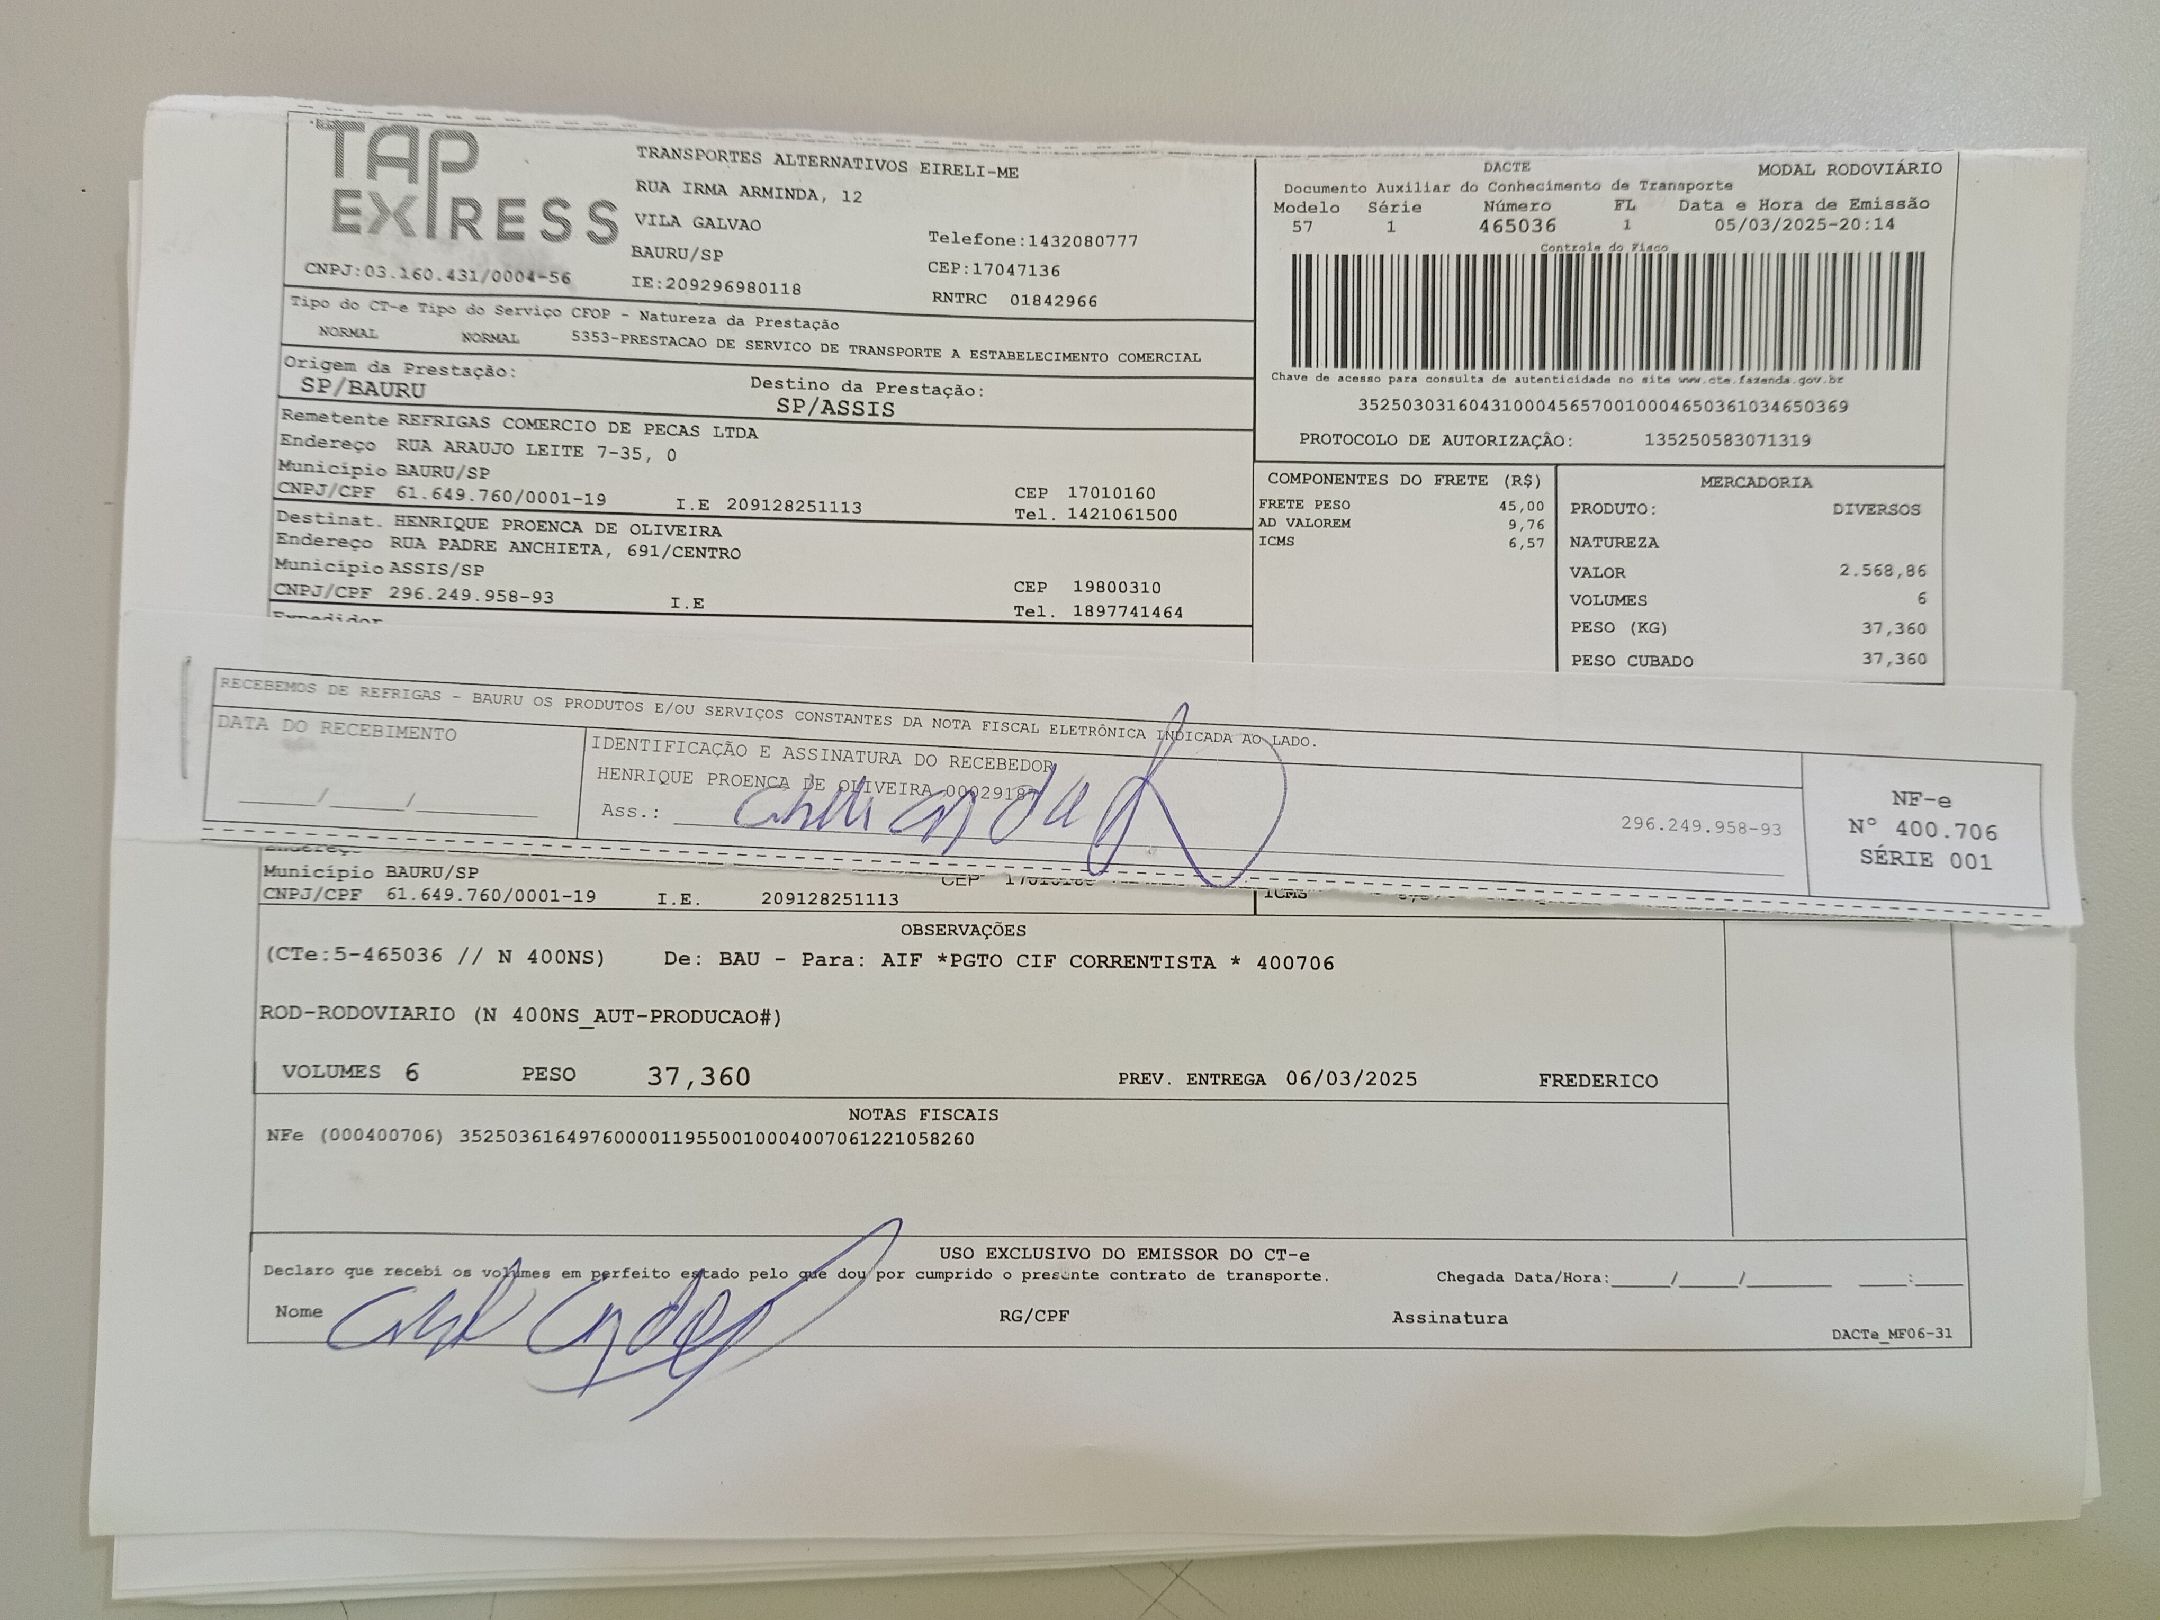 TAP EXPRESS
CNPJ:03.160.431/0004-56
TRANSPORTES ALTERNATIVOS EIRELI-ME
RUA IRMA ARMINDA, 12
VILA GALVAO
BAURU/SP
IE:209296980118
Telefone:1432080777
CEP:17047136
RNTRC 01842966
DACTE MODAL RODOVIÁRIO
Documento Auxiliar do Conhecimento de Transporte
Modelo Série Número FL Data e Hora de Emissão
57 1 465036 1 05/03/2025-20:14
Controle do Fisco
Chave de acesso para consulta de autenticidade no site www.cte.fazenda.gov.br
35250303160431000456570010004650361034650369
PROTOCOLO DE AUTORIZAÇÃO: 135250583071319
Tipo do CT-e Tipo do Serviço CFOP - Natureza da Prestação
NORMAL NORMAL 5353-PRESTACAO DE SERVICO DE TRANSPORTE A ESTABELECIMENTO COMERCIAL
Origem da Prestação: Destino da Prestação:
SP/BAURU SP/ASSIS
Remetente REFRIGAS COMERCIO DE PECAS LTDA
Endereço RUA ARAUJO LEITE 7-35, 0
Município BAURU/SP CEP 17010160
CNPJ/CPF 61.649.760/0001-19 I.E 209128251113 Tel. 1421061500
Destinat. HENRIQUE PROENCA DE OLIVEIRA
Endereço RUA PADRE ANCHIETA, 691/CENTRO
Município ASSIS/SP CEP 19800310
CNPJ/CPF 296.249.958-93 I.E Tel. 1897741464
Expedidor
COMPONENTES DO FRETE (R$)
FRETE PESO 45,00
AD VALOREM 9,76
ICMS 6,57
MERCADORIA
PRODUTO: DIVERSOS
NATUREZA
VALOR 2.568,86
VOLUMES 6
PESO (KG) 37,360
PESO CUBADO 37,360
RECEBEMOS DE REFRIGAS - BAURU OS PRODUTOS E/OU SERVIÇOS CONSTANTES DA NOTA FISCAL ELETRÔNICA INDICADA AO LADO.
DATA DO RECEBIMENTO
____/____/______
IDENTIFICAÇÃO E ASSINATURA DO RECEBEDOR
HENRIQUE PROENCA DE OLIVEIRA 00029187
Ass.: 296.249.958-93
NF-e
N° 400.706
SÉRIE 001
Endereço
Município BAURU/SP CEP
CNPJ/CPF 61.649.760/0001-19 I.E. 209128251113
ICMS
OBSERVAÇÕES
(CTe:5-465036 // N 400NS) De: BAU - Para: AIF *PGTO CIF CORRENTISTA * 400706
ROD-RODOVIARIO (N 400NS_AUT-PRODUCAO#)
VOLUMES 6 PESO 37,360 PREV. ENTREGA 06/03/2025 FREDERICO
NOTAS FISCAIS
NFe (000400706) 35250361649760000119550010004007061221058260
USO EXCLUSIVO DO EMISSOR DO CT-e
Declaro que recebi os volumes em perfeito estado pelo que dou por cumprido o presente contrato de transporte. Chegada Data/Hora:____/____/______ ___:___
Nome RG/CPF Assinatura
DACTe_MF06-31